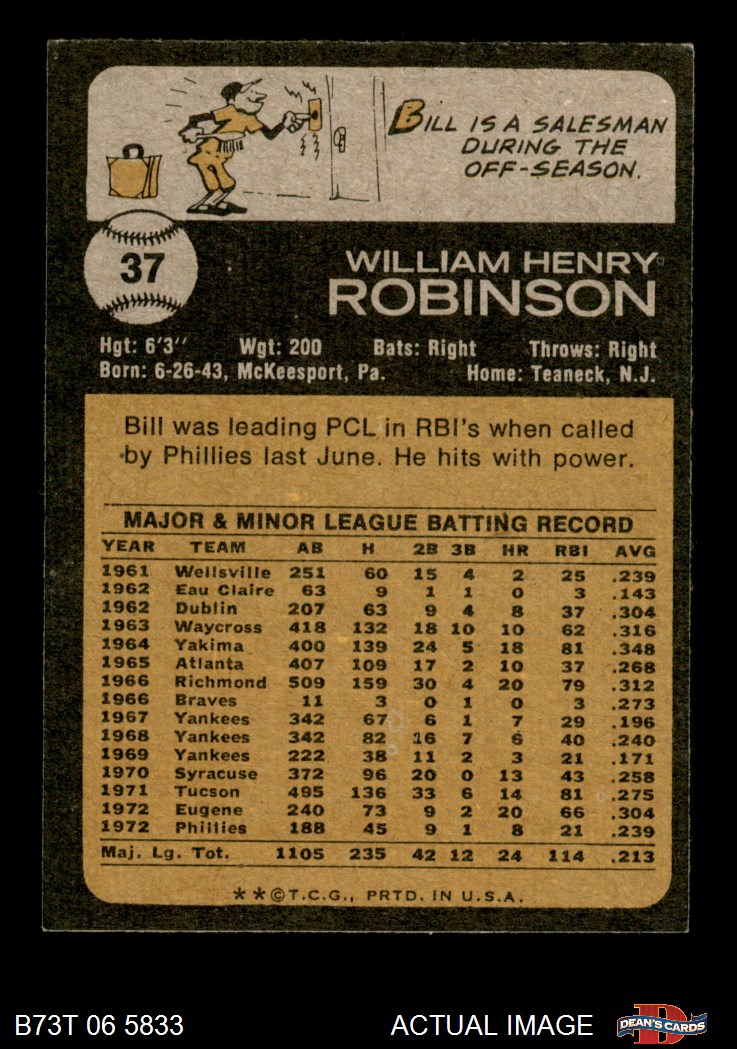 BILL IS A SALESMAN
DURING THE
OFF-SEASON.
37
WILLIAM HENRY
ROBINSON
Hgt: 6'3" Wgt: 200 Bats: Right Throws: Right
Born: 6-26-43, McKeesport, Pa. Home: Teaneck, N.J.
Bill was leading PCL in RBI's when called
by Phillies last June. He hits with power.
MAJOR & MINOR LEAGUE BATTING RECORD
YEAR TEAM AB H 2B 3B HR RBI AVG
1961 Wellsville 251 60 15 4 2 25 .239
1962 Eau Claire 63 9 1 1 0 3 .143
1962 Dublin 207 63 9 4 8 37 .304
1963 Waycross 418 132 18 10 10 62 .316
1964 Yakima 400 139 24 5 18 81 .348
1965 Atlanta 407 109 17 2 10 37 .268
1966 Richmond 509 159 30 4 20 79 .312
1966 Braves 11 3 0 1 0 3 .273
1967 Yankees 342 67 6 1 7 29 .196
1968 Yankees 342 82 16 7 6 40 .240
1969 Yankees 222 38 11 2 3 21 .171
1970 Syracuse 372 96 20 0 13 43 .258
1971 Tucson 495 136 33 6 14 81 .275
1972 Eugene 240 73 9 2 20 66 .304
1972 Phillies 188 45 9 1 8 21 .239
Maj. Lg. Tot. 1105 235 42 12 24 114 .213
**©T.C.G., PRTD. IN U.S.A.
B73T 06 5833 ACTUAL IMAGE
D
DEAN'S CARDS